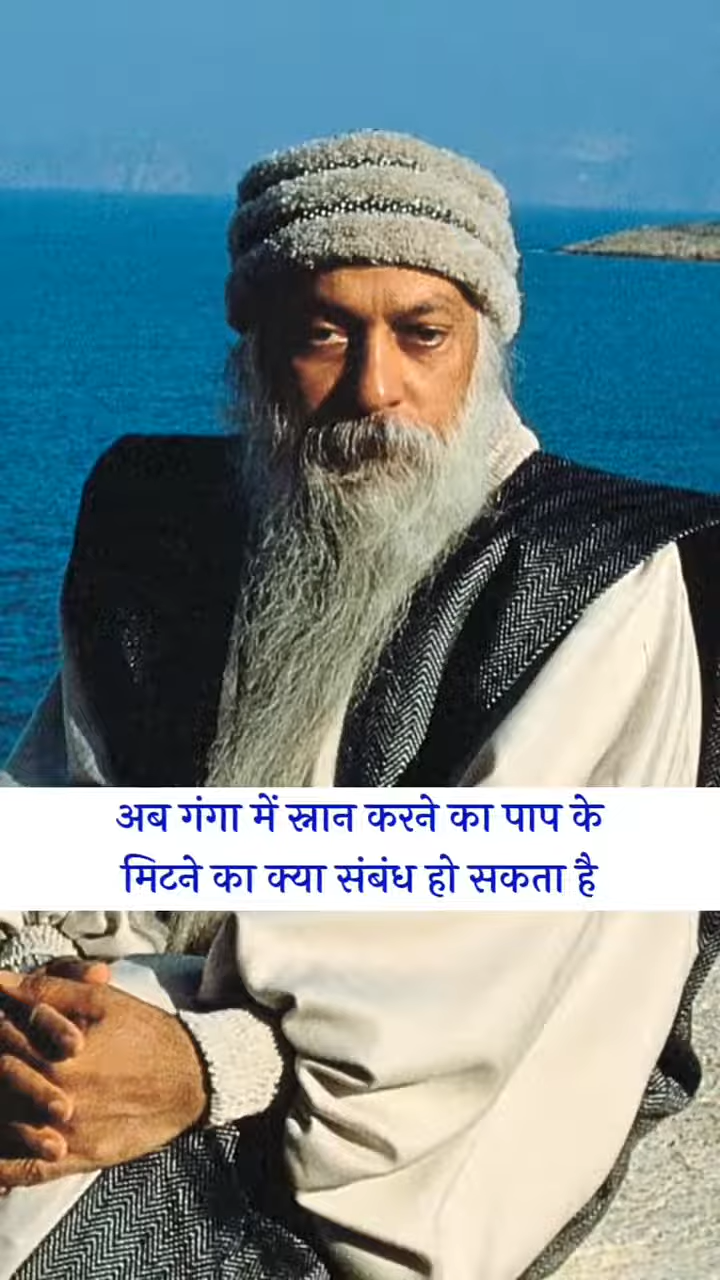 अब गंगा में स्नान करने का पाप के
मिटने का क्या संबंध हो सकता है